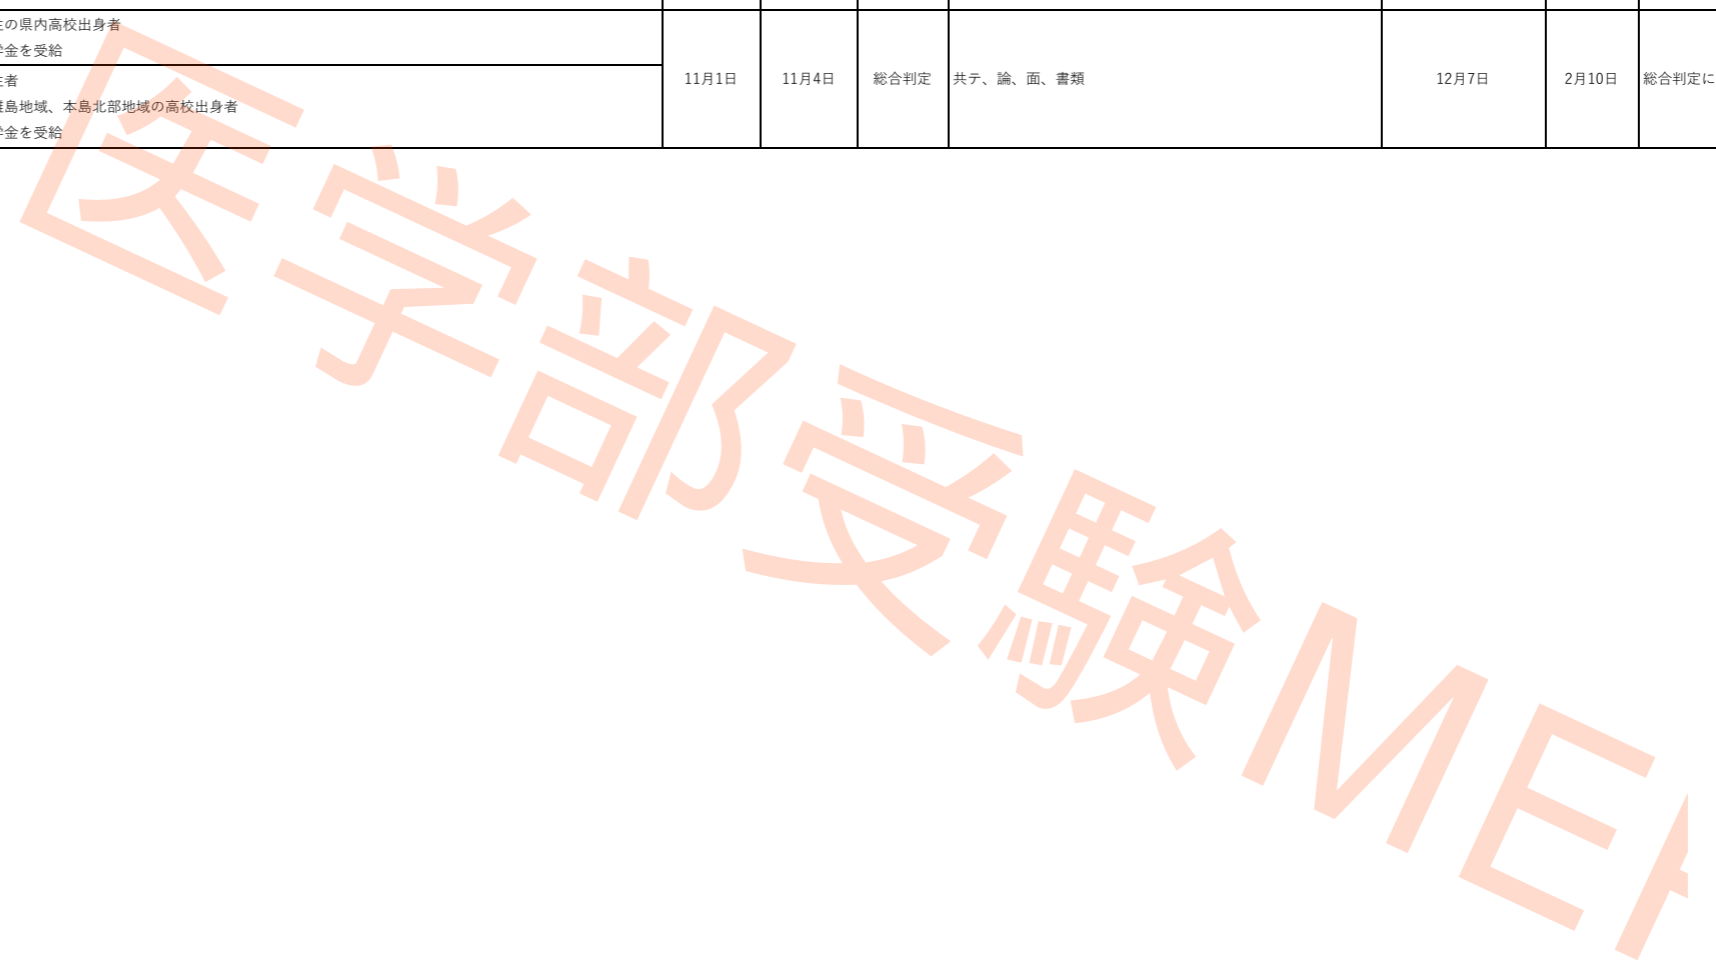 の県内高校出身者
金を受給
者
島地域、本島北部地域の高校出身者
金を受給
11月1日
11月4日
総合判定
共テ、論、面、書類
12月7日
2月10日
総合判定に
医学部受験ME